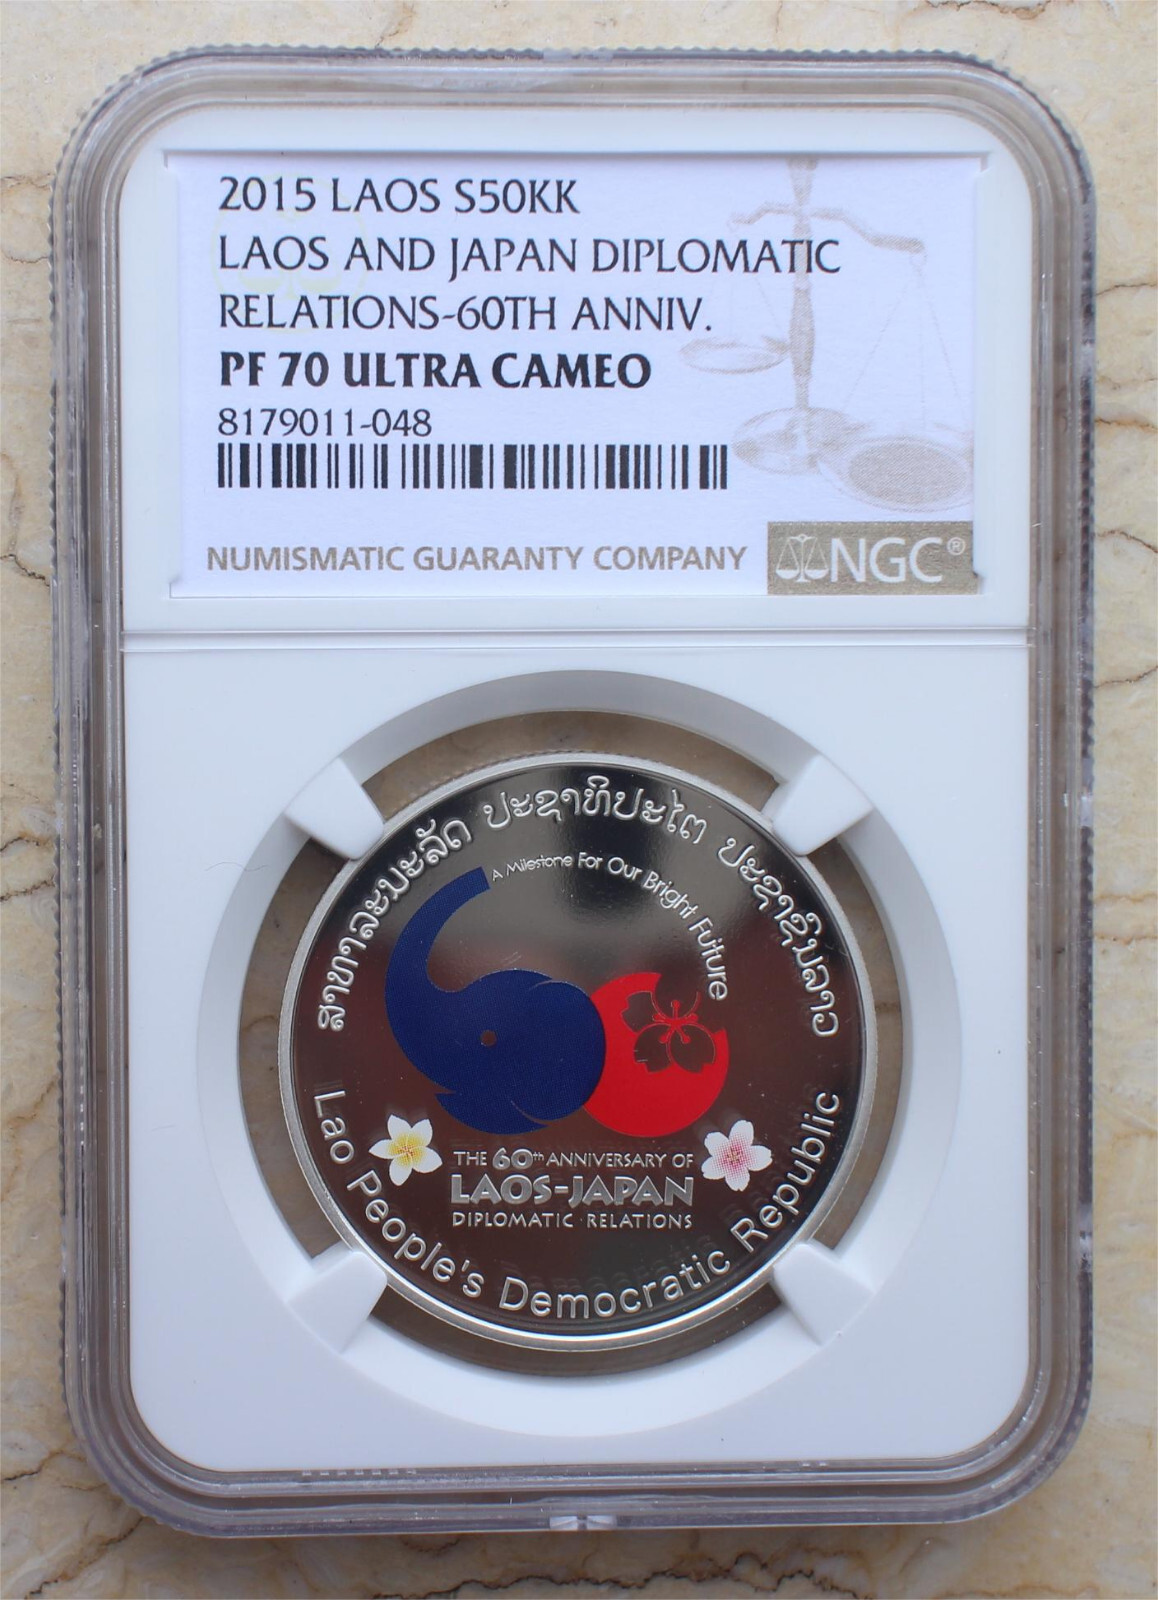 2015 LAOS S50KK
LAOS AND JAPAN DIPLOMATIC
RELATIONS-60TH ANNIV.
PF 70 ULTRA CAMEO
8179011-048
NUMISMATIC GUARANTY COMPANY
NGC®
ສາທາລະນະລັດ ປະຊາທິປະໄຕ ປະຊາຊົນລາວ
A Milestone For Our Bright Future
THE 60th ANNIVERSARY OF
LAOS-JAPAN
DIPLOMATIC RELATIONS
Lao People's Democratic Republic